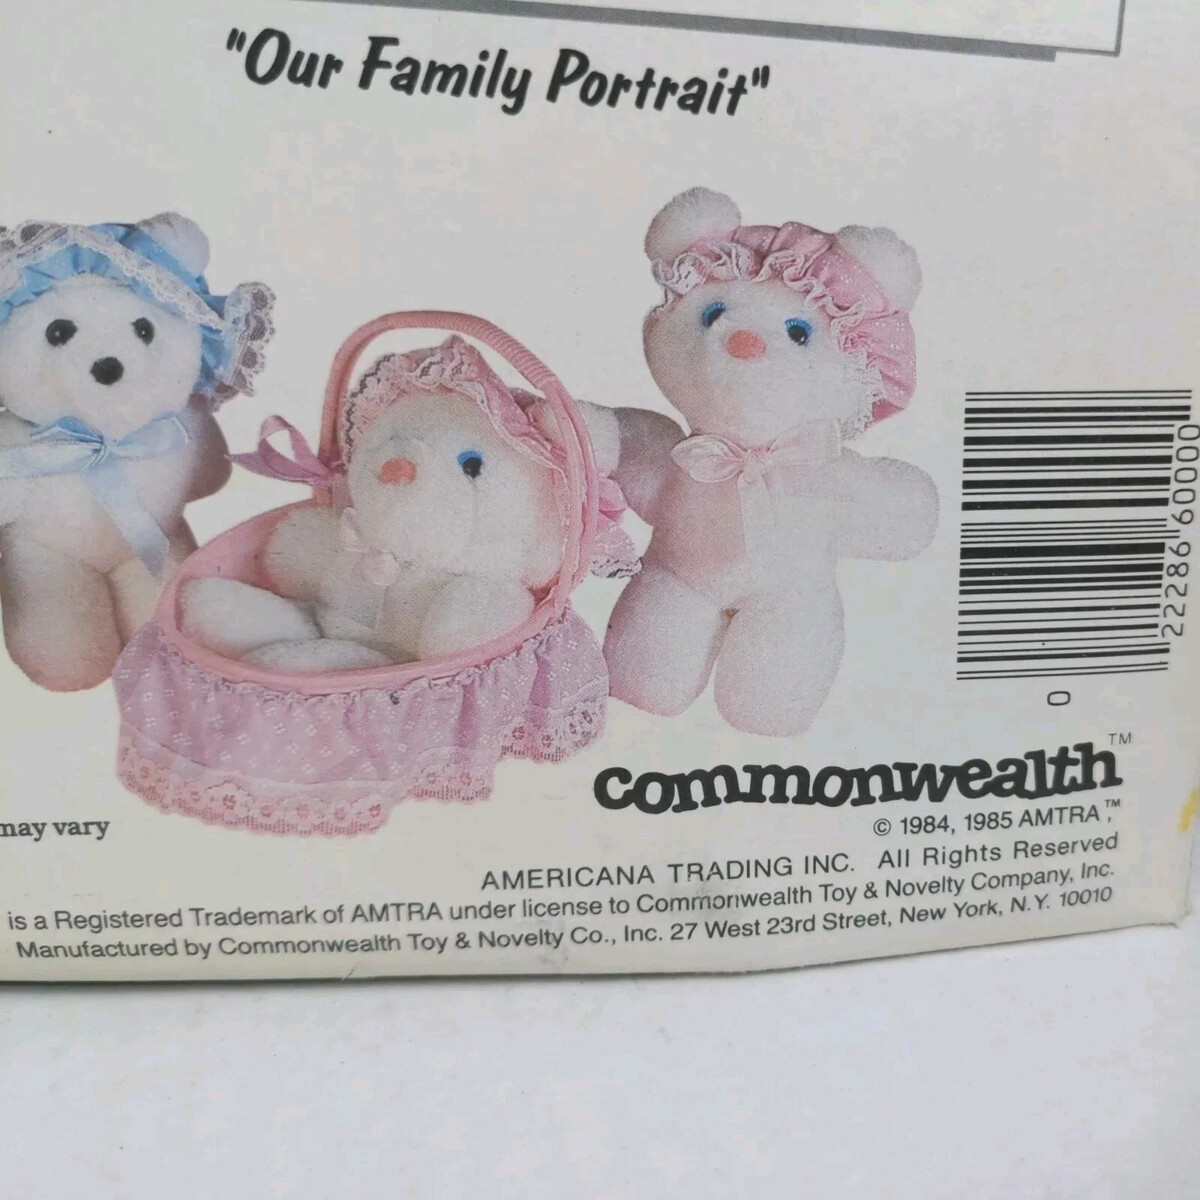 "Our Family Portrait"
22286 60000
0
commonwealth™
may vary
© 1984, 1985 AMTRA,™
AMERICANA TRADING INC. All Rights Reserved
is a Registered Trademark of AMTRA under license to Commonwealth Toy & Novelty Company, Inc.
Manufactured by Commonwealth Toy & Novelty Co., Inc. 27 West 23rd Street, New York, N.Y. 10010